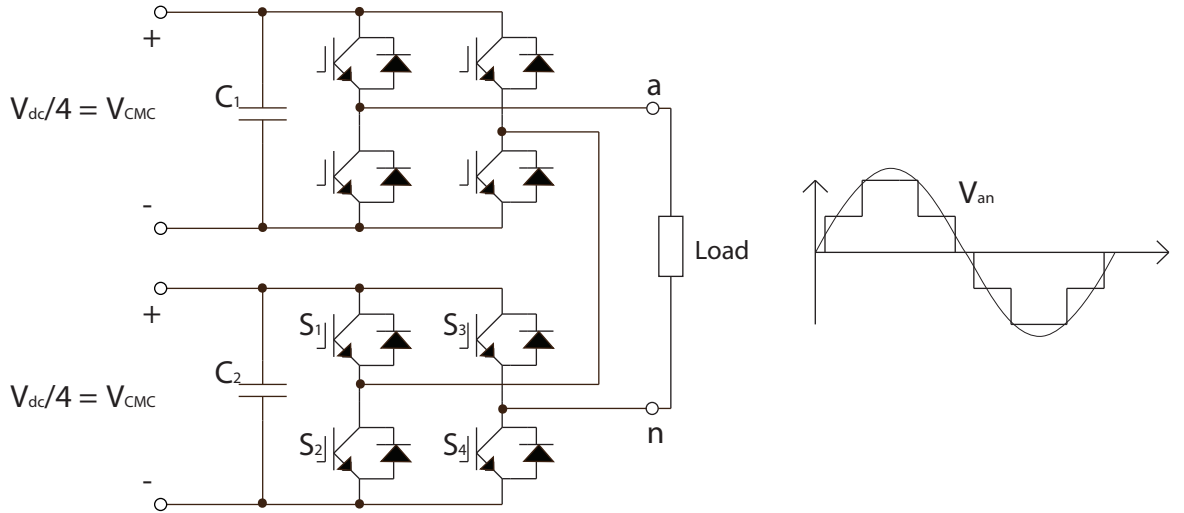 +
C1
Vdc/4 = VCMC
-
a
Load
Van
+
S1
S3
C2
Vdc/4 = VCMC
S2
S4
n
-